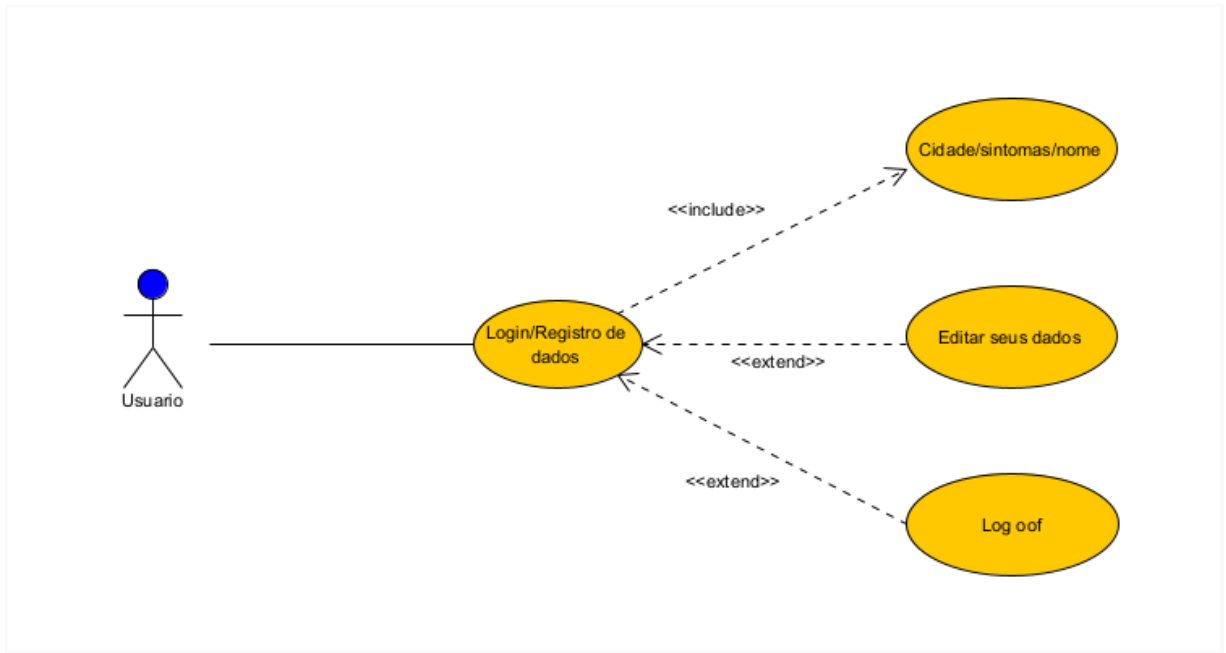 Cidade/sintomas/nome
<<include>>
Login/Registro de
dados
Editar seus dados
<<extend>>
Usuario
<<extend>>
Log oof